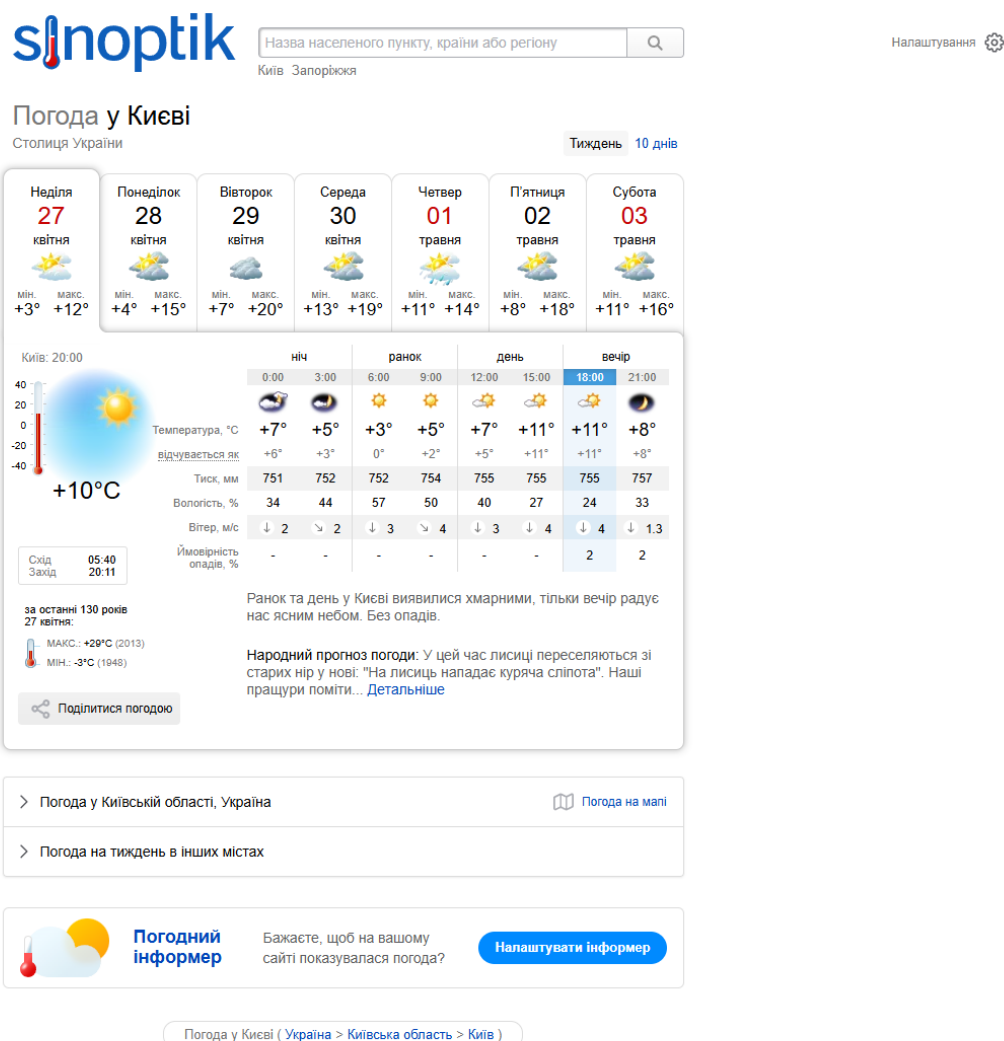 sinoptik
Назва населеного пункту, країни або регіону
Налаштування
Київ Запоріжжя
Погода у Києві
Столиця України
Тиждень 10 днів
Неділя Понеділок Вівторок Середа Четвер П'ятниця Субота
27 28 29 30 01 02 03
квітня квітня квітня квітня травня травня травня
мін. макс. мін. макс. мін. макс. мін. макс. мін. макс. мін. макс. мін. макс.
+3° +12° +4° +15° +7° +20° +13° +19° +11° +14° +8° +18° +11° +16°
Київ: 20:00
40
20
0
-20
-40
+10°C
ніч ранок день вечір
0:00 3:00 6:00 9:00 12:00 15:00 18:00 21:00
Температура, °C +7° +5° +3° +5° +7° +11° +11° +8°
відчувається як +6° +3° 0° +2° +5° +11° +11° +8°
Тиск, мм 751 752 752 754 755 755 755 757
Вологість, % 34 44 57 50 40 27 24 33
Вітер, м/с ↓ 2 ↘ 2 ↓ 3 ↘ 4 ↓ 3 ↓ 4 ↓ 4 ↓ 1.3
Ймовірність
опадів, % - - - - - - 2 2
Схід 05:40
Захід 20:11
за останні 130 років
27 квітня:
МАКС.: +29°C (2013)
МІН.: -3°C (1948)
Поділитися погодою
Ранок та день у Києві виявилися хмарними, тільки вечір радує
нас ясним небом. Без опадів.
Народний прогноз погоди: У цей час лисиці переселяються зі
старих нір у нові: "На лисиць нападає куряча сліпота". Наші
пращури поміти... Детальніше
Погода у Київській області, Україна
Погода на мапі
Погода на тиждень в інших містах
Погодний
інформер
Бажаєте, щоб на вашому
сайті показувалася погода?
Налаштувати інформер
Погода у Києві ( Україна > Київська область > Київ )